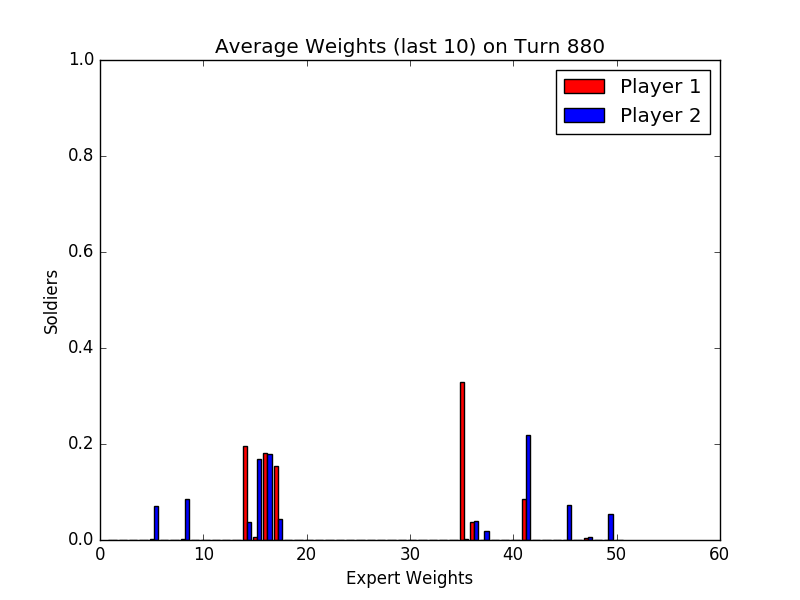 Average Weights (last 10) on Turn 880
1.0
0.8
0.6
0.4
0.2
0.0
Soldiers
Player 1
Player 2
0 10 20 30 40 50 60
Expert Weights